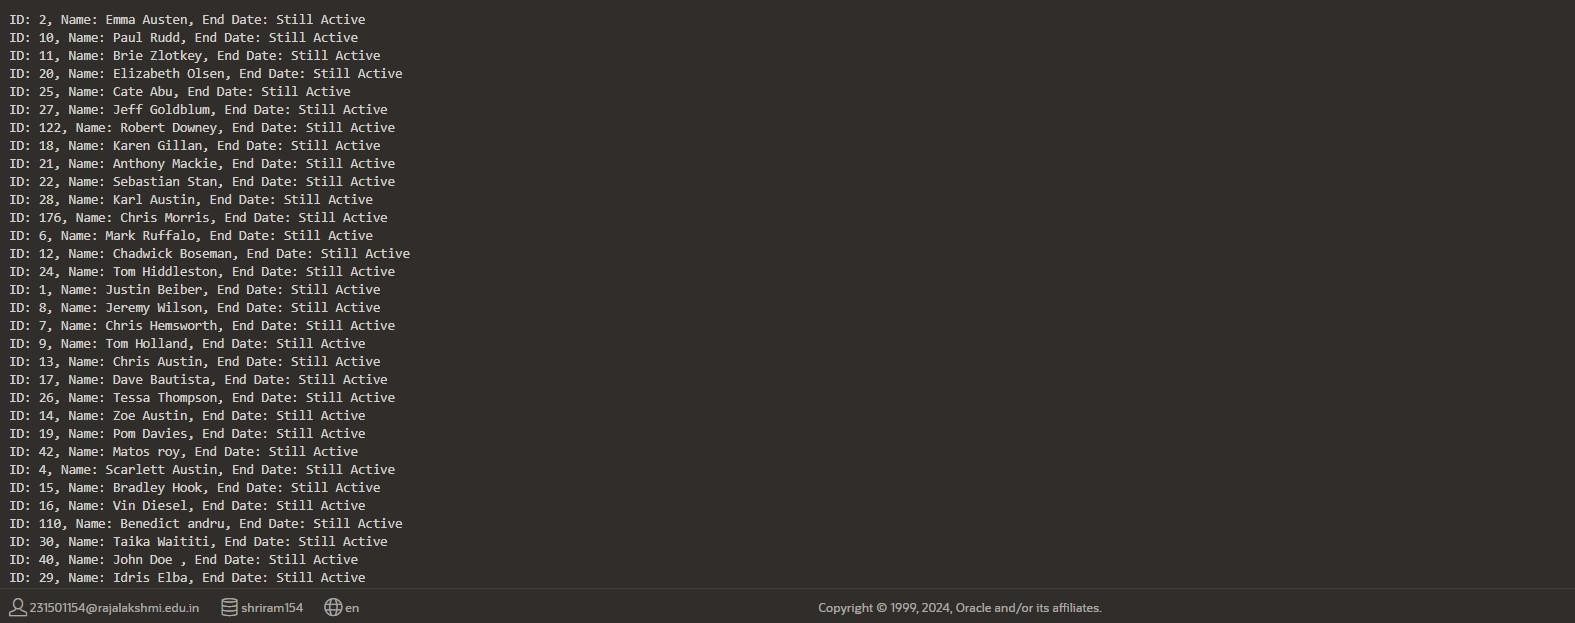 ID: 2, Name: Emma Austen, End Date: Still Active
ID: 10, Name: Paul Rudd, End Date: Still Active
ID: 11, Name: Brie Zlotkey, End Date: Still Active
ID: 20, Name: Elizabeth Olsen, End Date: Still Active
ID: 25, Name: Cate Abu, End Date: Still Active
ID: 27, Name: Jeff Goldblum, End Date: Still Active
ID: 122, Name: Robert Downey, End Date: Still Active
ID: 18, Name: Karen Gillan, End Date: Still Active
ID: 21, Name: Anthony Mackie, End Date: Still Active
ID: 22, Name: Sebastian Stan, End Date: Still Active
ID: 28, Name: Karl Austin, End Date: Still Active
ID: 176, Name: Chris Morris, End Date: Still Active
ID: 6, Name: Mark Ruffalo, End Date: Still Active
ID: 12, Name: Chadwick Boseman, End Date: Still Active
ID: 24, Name: Tom Hiddleston, End Date: Still Active
ID: 1, Name: Justin Beiber, End Date: Still Active
ID: 8, Name: Jeremy Wilson, End Date: Still Active
ID: 7, Name: Chris Hemsworth, End Date: Still Active
ID: 9, Name: Tom Holland, End Date: Still Active
ID: 13, Name: Chris Austin, End Date: Still Active
ID: 17, Name: Dave Bautista, End Date: Still Active
ID: 26, Name: Tessa Thompson, End Date: Still Active
ID: 14, Name: Zoe Austin, End Date: Still Active
ID: 19, Name: Pom Davies, End Date: Still Active
ID: 42, Name: Matos roy, End Date: Still Active
ID: 4, Name: Scarlett Austin, End Date: Still Active
ID: 15, Name: Bradley Hook, End Date: Still Active
ID: 16, Name: Vin Diesel, End Date: Still Active
ID: 110, Name: Benedict andru, End Date: Still Active
ID: 30, Name: Taika Waititi, End Date: Still Active
ID: 40, Name: John Doe , End Date: Still Active
ID: 29, Name: Idris Elba, End Date: Still Active
231501154@rajalakshmi.edu.in shriram154 en Copyright © 1999, 2024, Oracle and/or its affiliates.